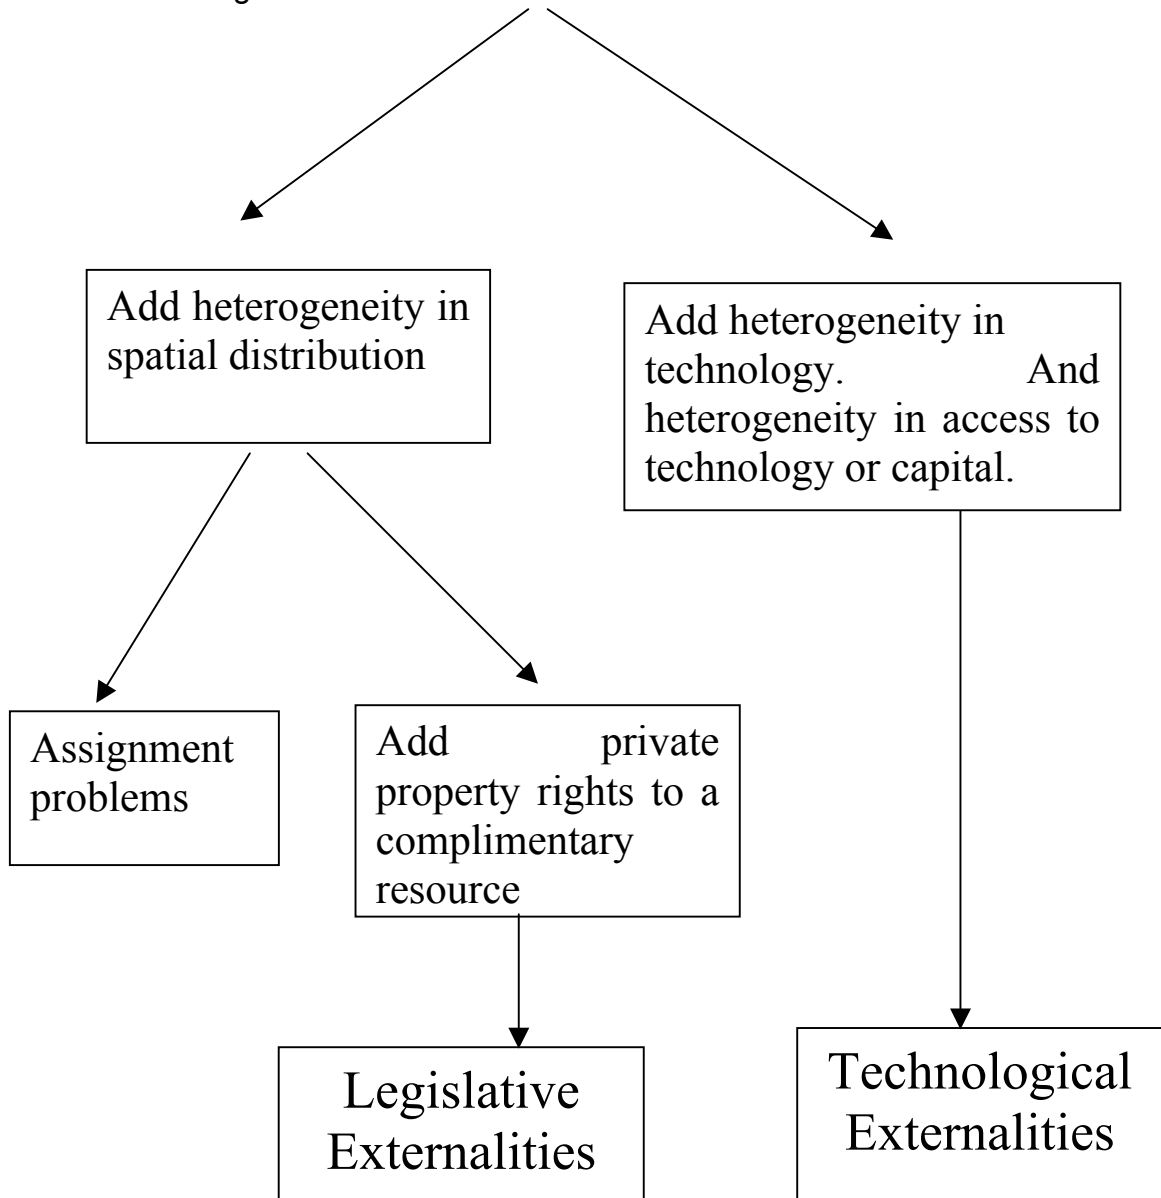 Add heterogeneity in
spatial distribution
Add heterogeneity in
technology. And
heterogeneity in access to
technology or capital.
Assignment
problems
Add private
property rights to a
complimentary
resource
Legislative
Externalities
Technological
Externalities